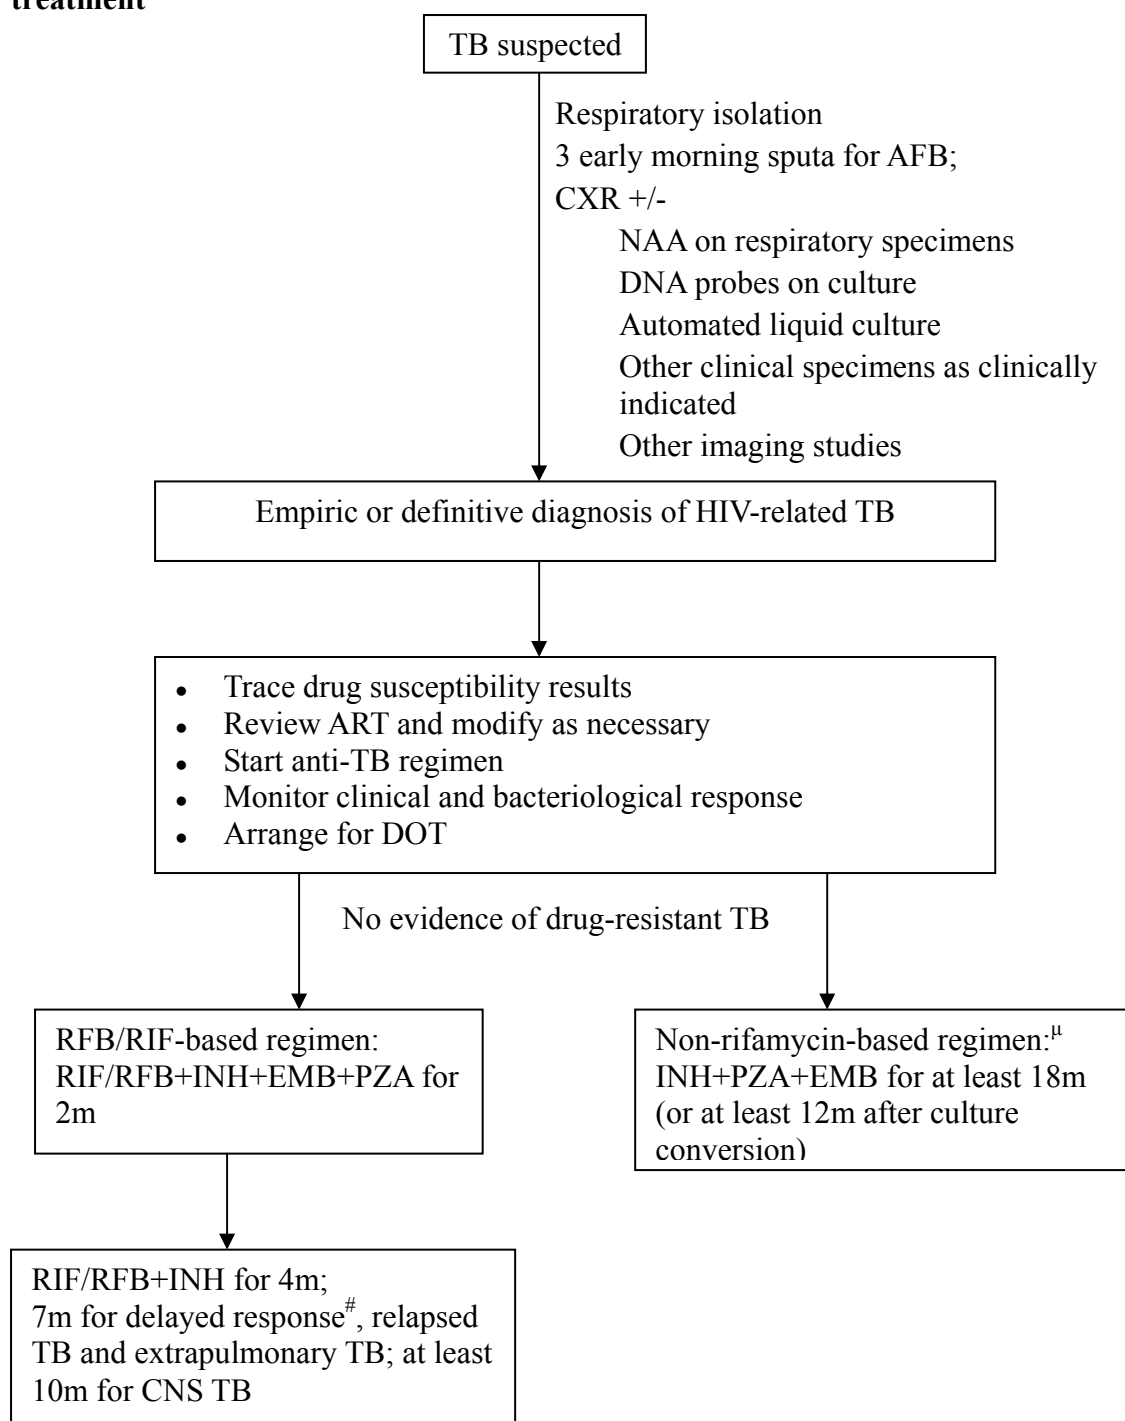 treatment
TB suspected
Respiratory isolation
3 early morning sputa for AFB;
CXR +/-
NAA on respiratory specimens
DNA probes on culture
Automated liquid culture
Other clinical specimens as clinically
indicated
Other imaging studies
Empiric or definitive diagnosis of HIV-related TB
• Trace drug susceptibility results
• Review ART and modify as necessary
• Start anti-TB regimen
• Monitor clinical and bacteriological response
• Arrange for DOT
No evidence of drug-resistant TB
RFB/RIF-based regimen:
RIF/RFB+INH+EMB+PZA for
2m
Non-rifamycin-based regimen:µ
INH+PZA+EMB for at least 18m
(or at least 12m after culture
conversion)
RIF/RFB+INH for 4m;
7m for delayed response#, relapsed
TB and extrapulmonary TB; at least
10m for CNS TB